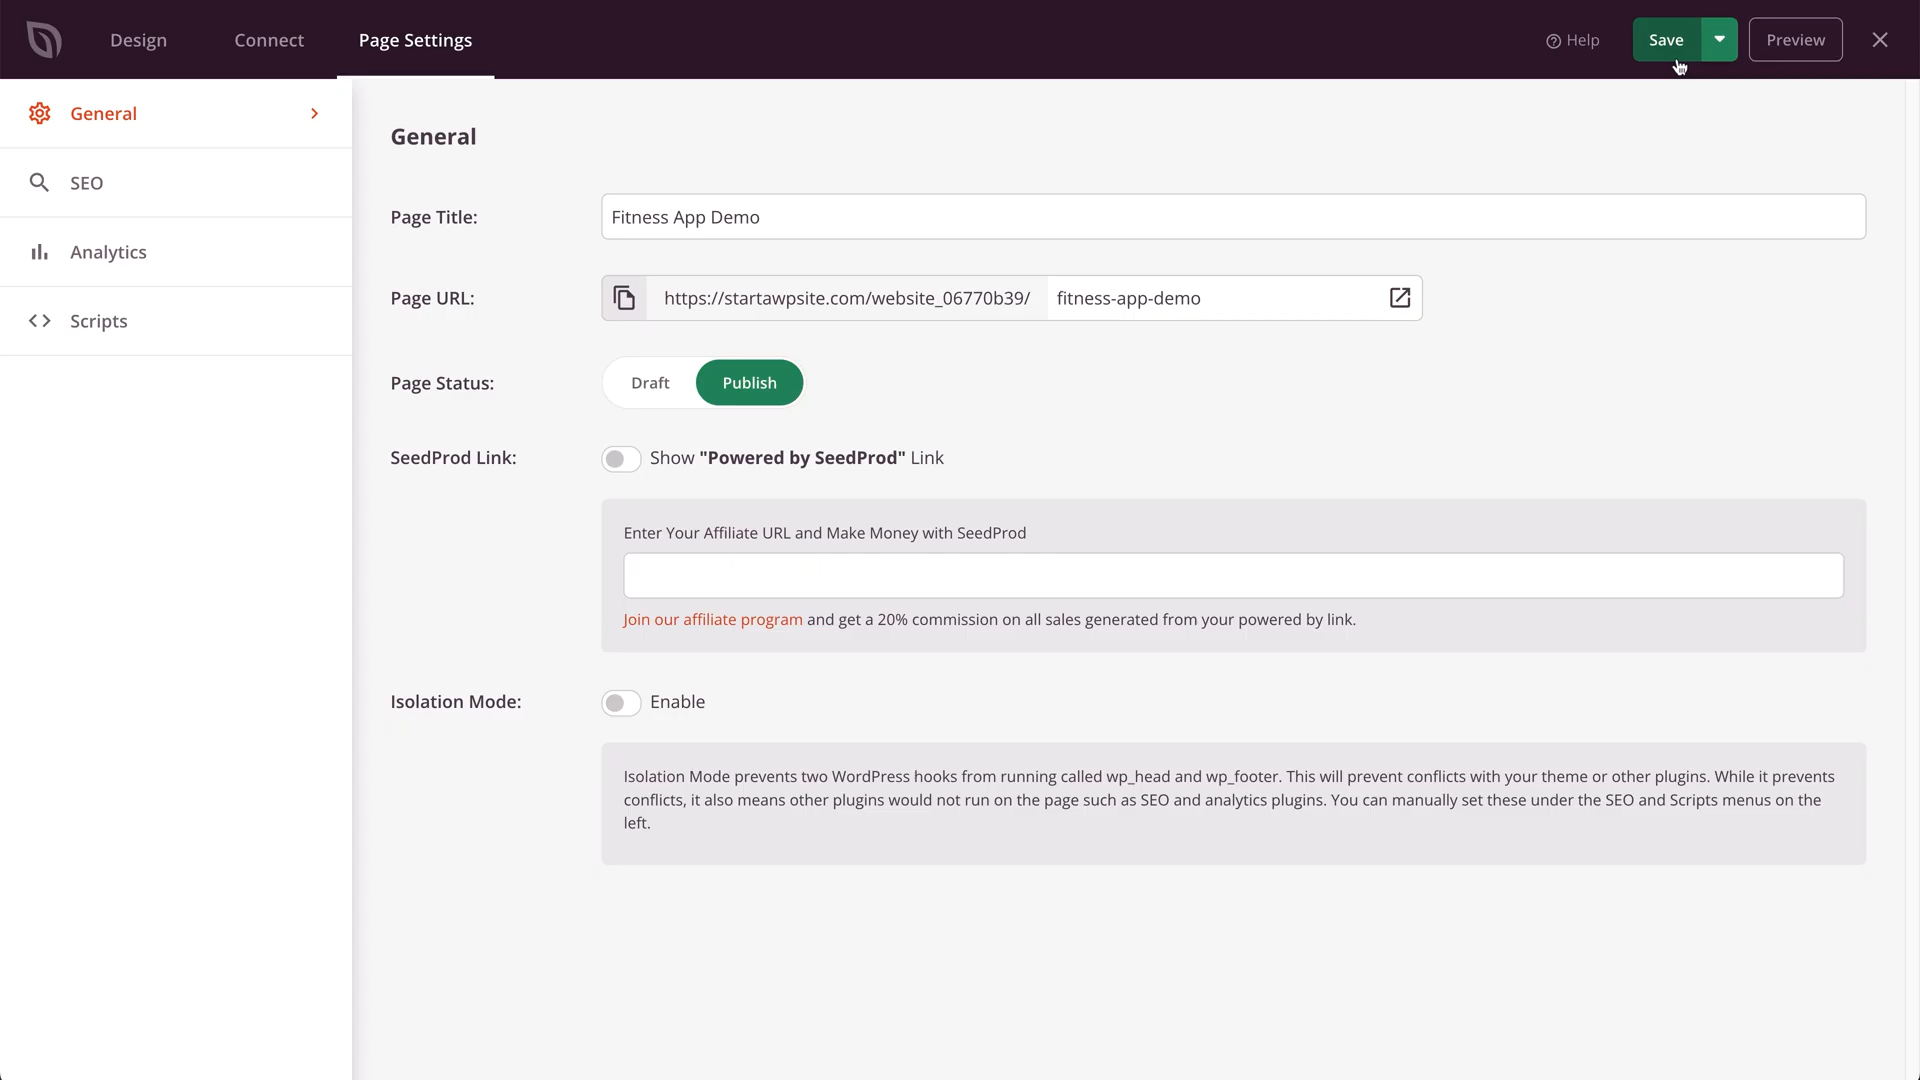 Design Connect Page Settings Help Save Preview
General
SEO
Analytics
Scripts
General
Page Title: Fitness App Demo
Page URL: https://startawpsite.com/website_06770b39/ fitness-app-demo
Page Status: Draft Publish
SeedProd Link: Show "Powered by SeedProd" Link
Enter Your Affiliate URL and Make Money with SeedProd
Join our affiliate program and get a 20% commission on all sales generated from your powered by link.
Isolation Mode: Enable
Isolation Mode prevents two WordPress hooks from running called wp_head and wp_footer. This will prevent conflicts with your theme or other plugins. While it prevents
conflicts, it also means other plugins would not run on the page such as SEO and analytics plugins. You can manually set these under the SEO and Scripts menus on the
left.